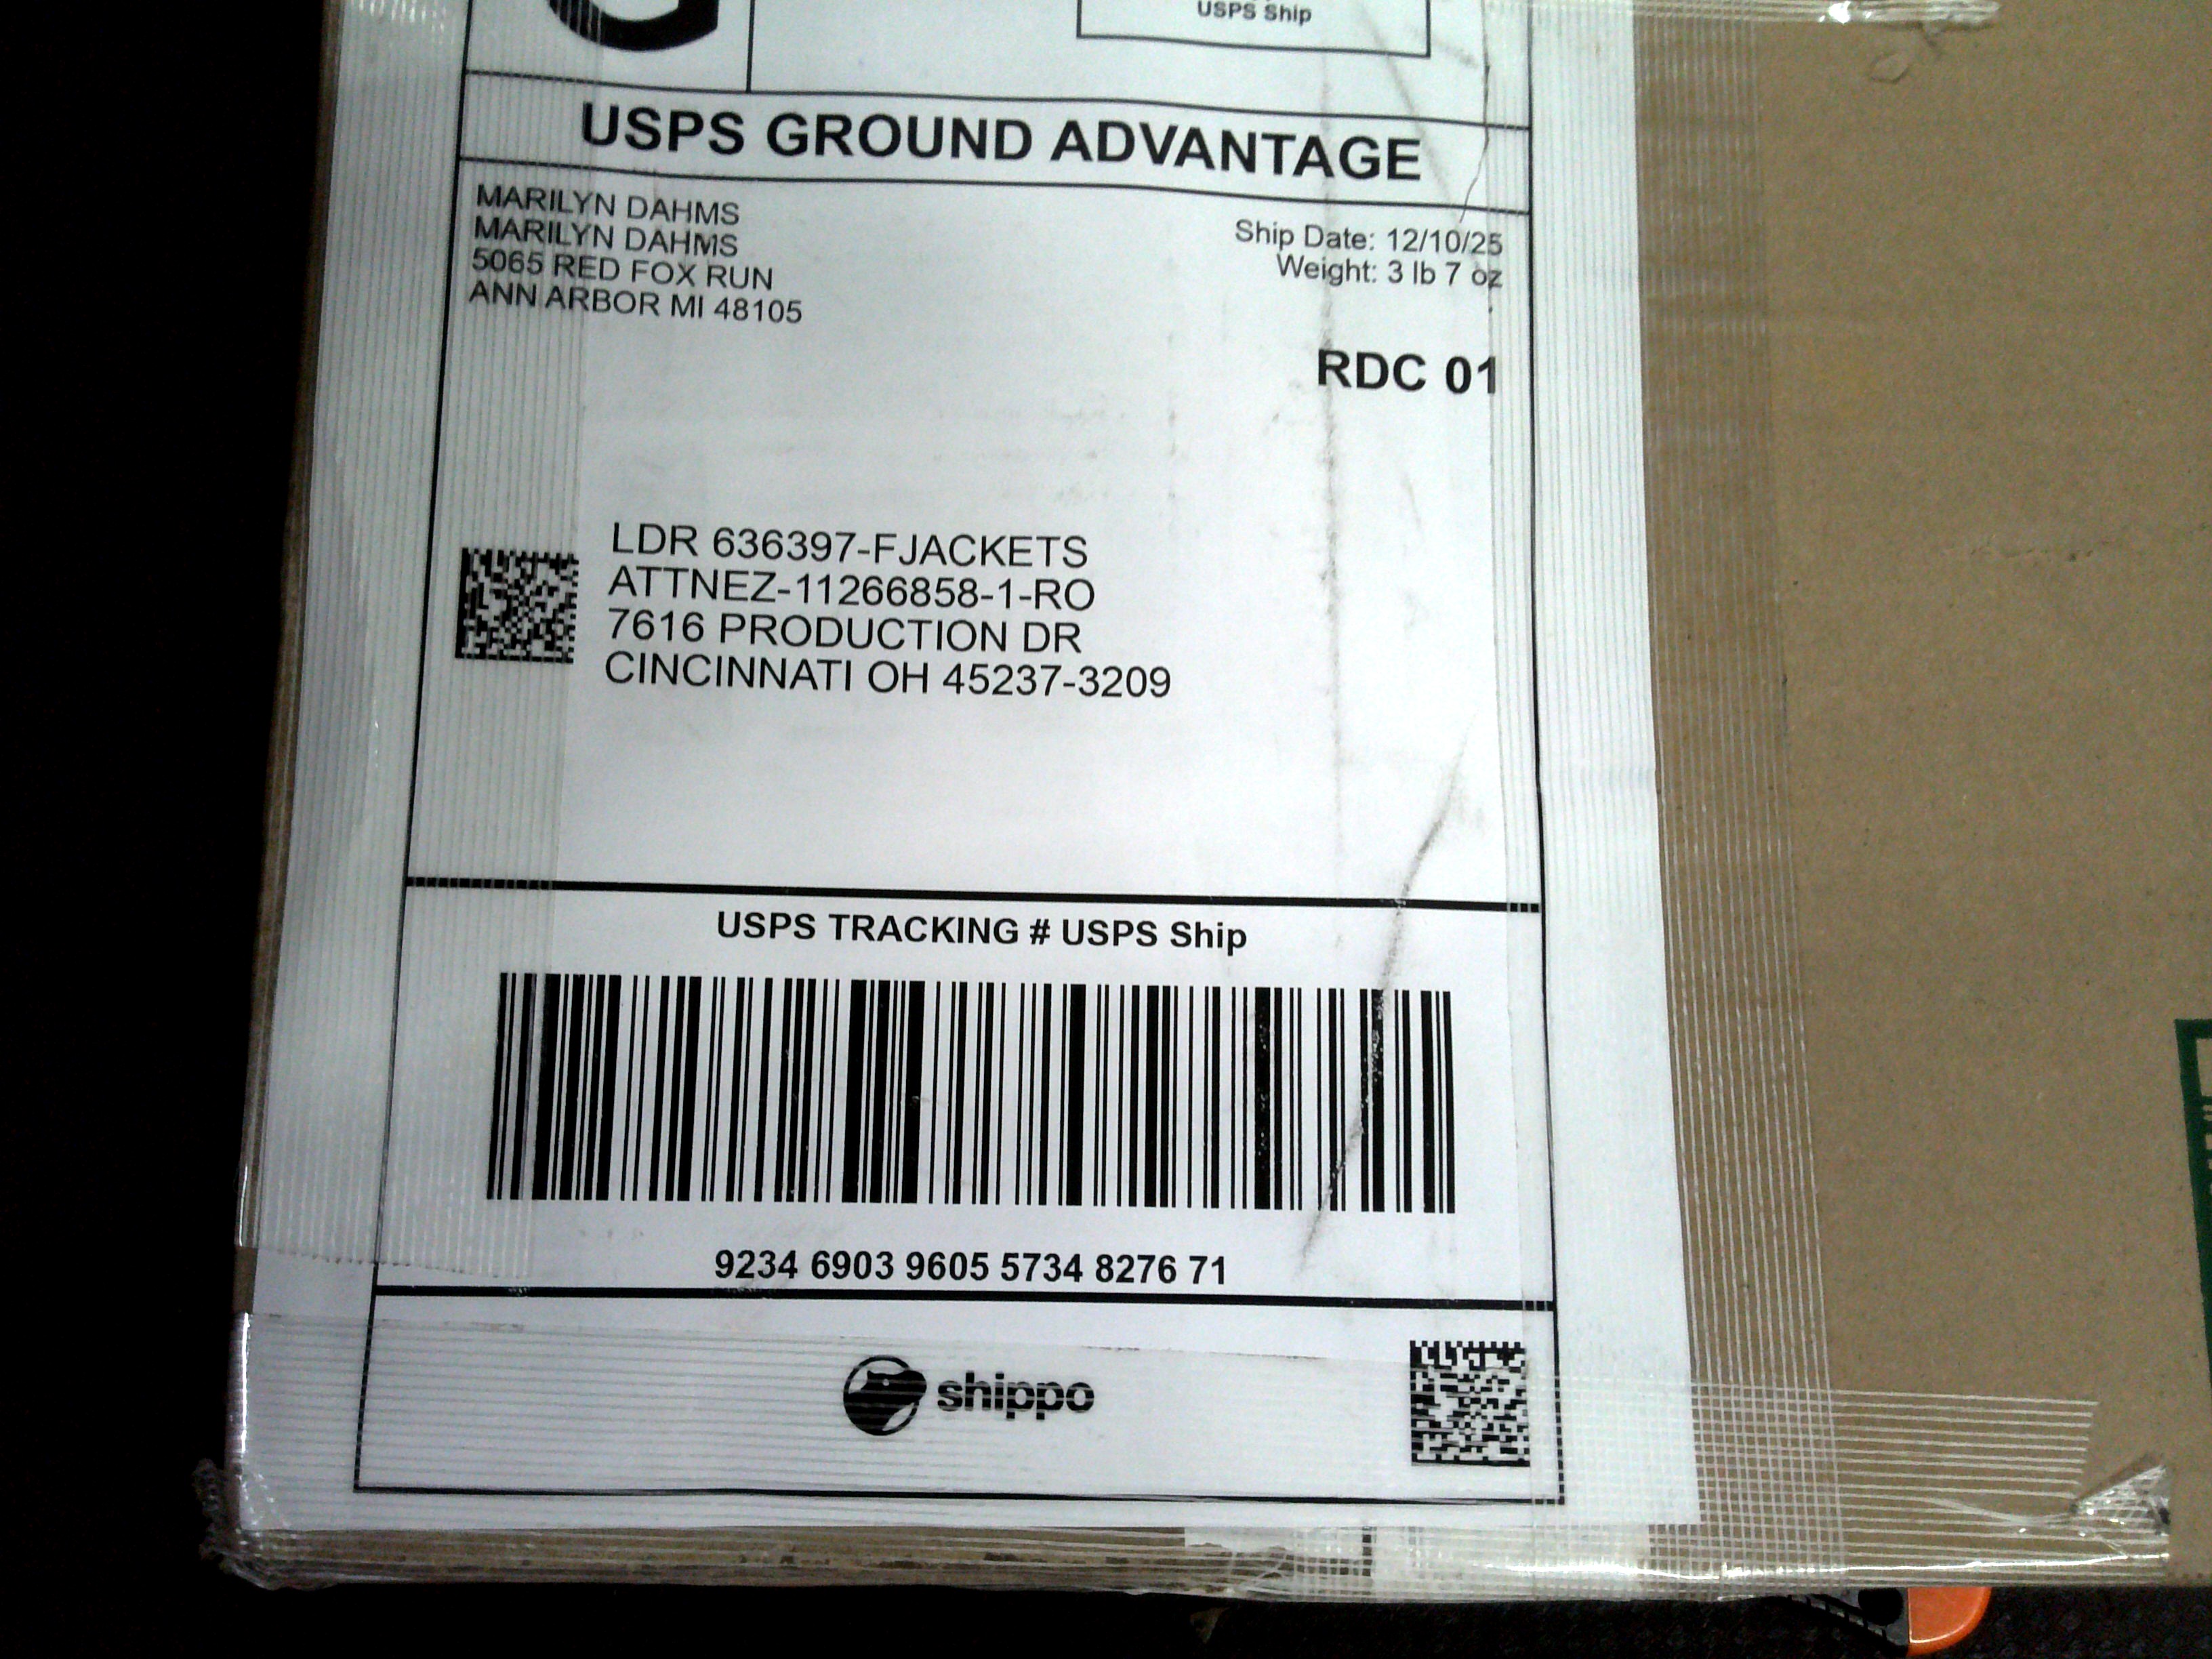 USPS Ship
USPS GROUND ADVANTAGE
MARILYN DAHMS
MARILYN DAHMS
5065 RED FOX RUN
ANN ARBOR MI 48105
Ship Date: 12/10/25
Weight: 3 lb 7 oz
RDC 01
LDR 636397-FJACKETS
ATTNEZ-11266858-1-RO
7616 PRODUCTION DR
CINCINNATI OH 45237-3209
USPS TRACKING # USPS Ship
9234 6903 9605 5734 8276 71
shippo